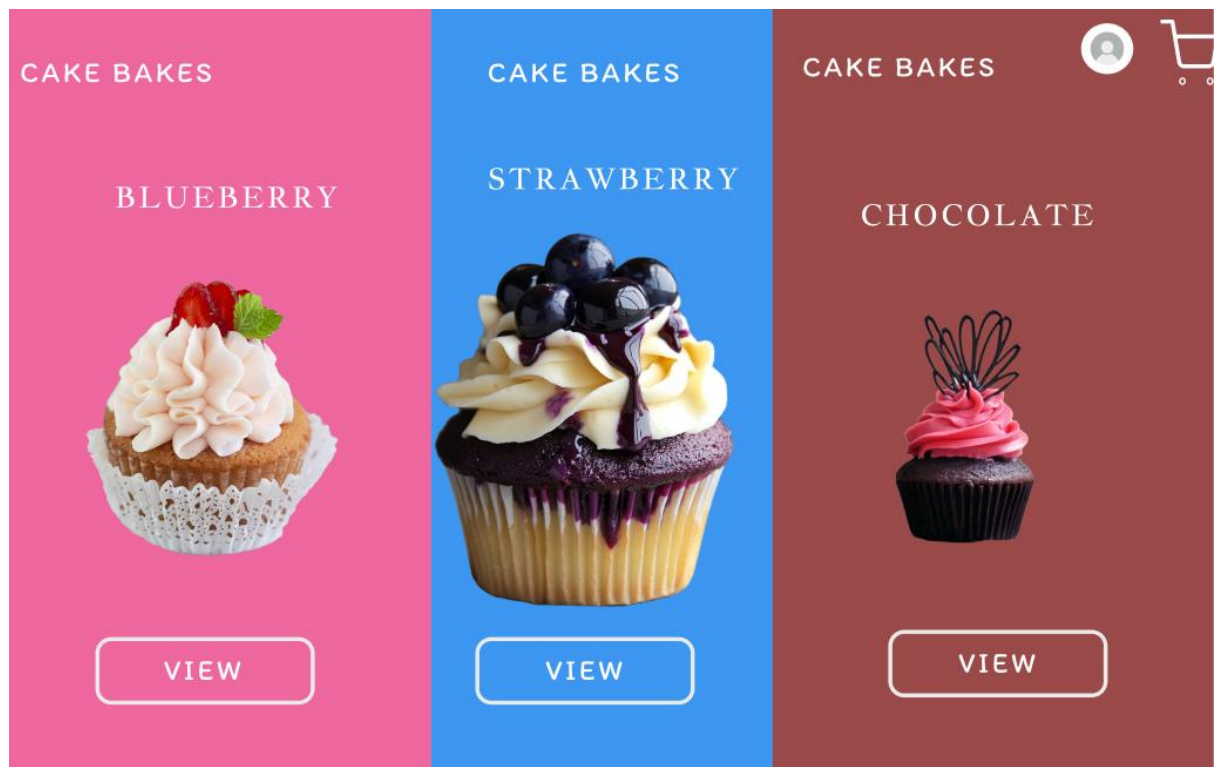 CAKE BAKES
BLUEBERRY
VIEW
CAKE BAKES
STRAWBERRY
VIEW
CAKE BAKES
CHOCOLATE
VIEW